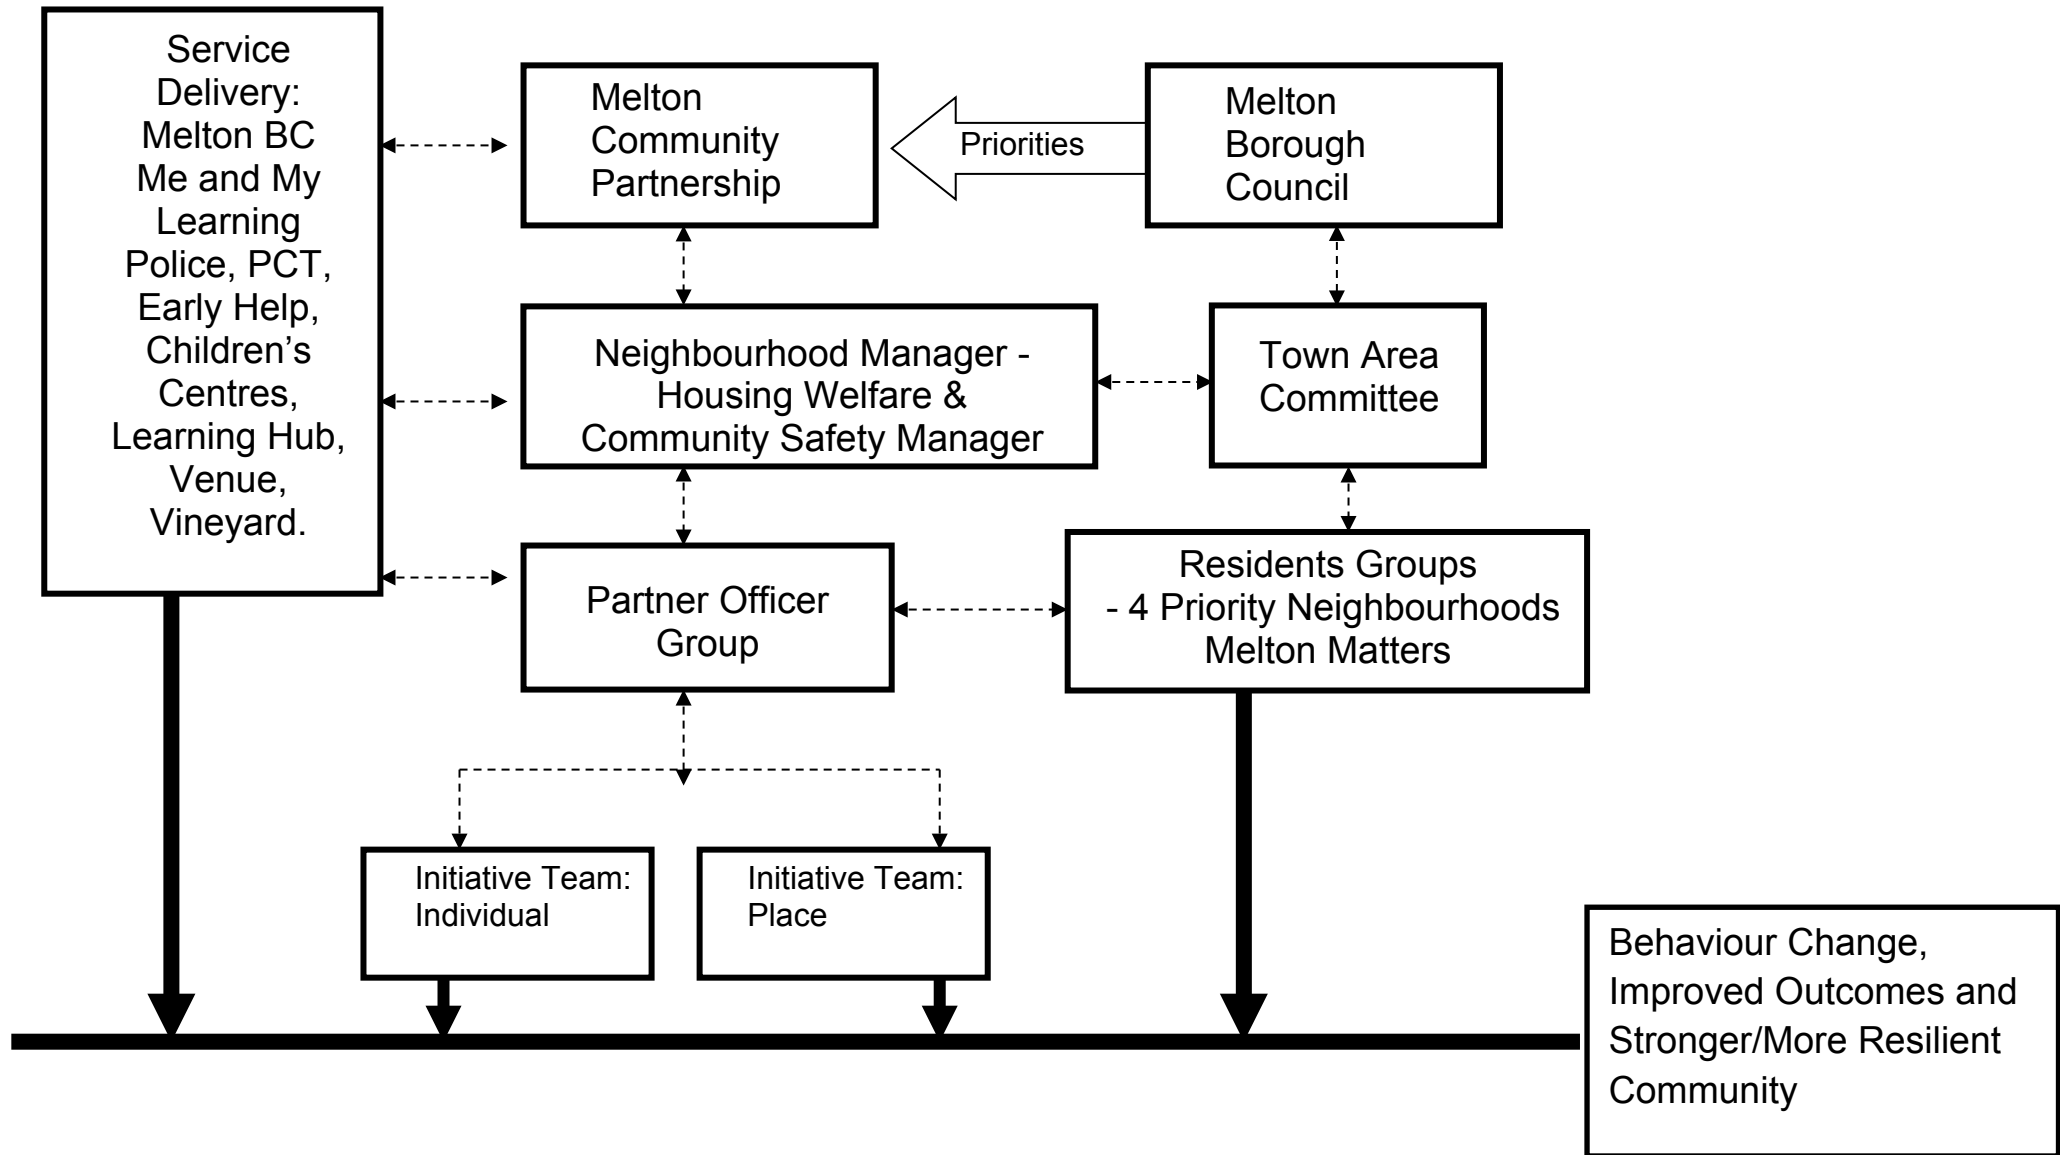 Service
Delivery:
Melton BC
Me and My
Learning
Police, PCT,
Early Help,
Children’s
Centres,
Learning Hub,
Venue,
Vineyard.
Melton
Community
Partnership
Priorities
Melton
Borough
Council
Neighbourhood Manager -
Housing Welfare &
Community Safety Manager
Town Area
Committee
Partner Officer
Group
Residents Groups
- 4 Priority Neighbourhoods
Melton Matters
Initiative Team:
Individual
Initiative Team:
Place
Behaviour Change,
Improved Outcomes and
Stronger/More Resilient
Community